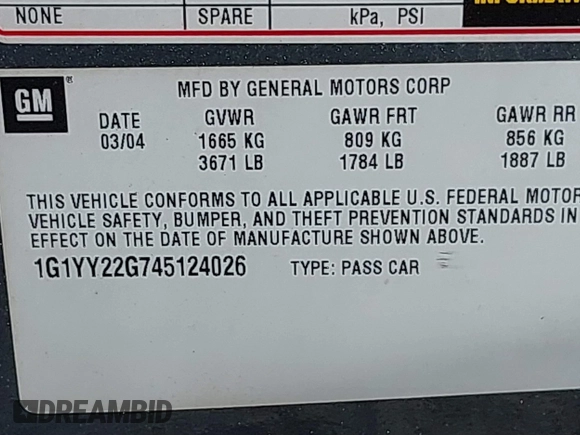 NONE SPARE kPa, PSI
GM ® MFD BY GENERAL MOTORS CORP
DATE GVWR GAWR FRT GAWR RR
03/04 1665 KG 809 KG 856 KG
3671 LB 1784 LB 1887 LB
THIS VEHICLE CONFORMS TO ALL APPLICABLE U.S. FEDERAL MOTOR
VEHICLE SAFETY, BUMPER, AND THEFT PREVENTION STANDARDS IN
EFFECT ON THE DATE OF MANUFACTURE SHOWN ABOVE.
1G1YY22G745124026 TYPE: PASS CAR
DREAMBID